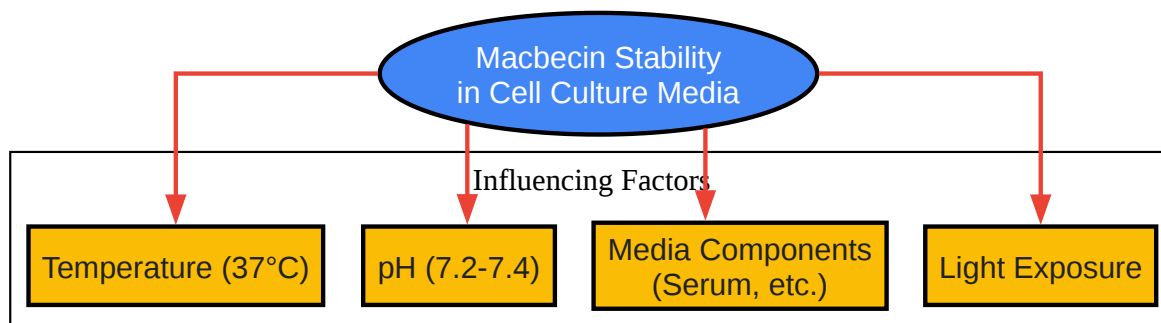 Macbecin Stability
in Cell Culture Media
Influencing Factors
Temperature (37°C)
pH (7.2-7.4)
Media Components
(Serum, etc.)
Light Exposure